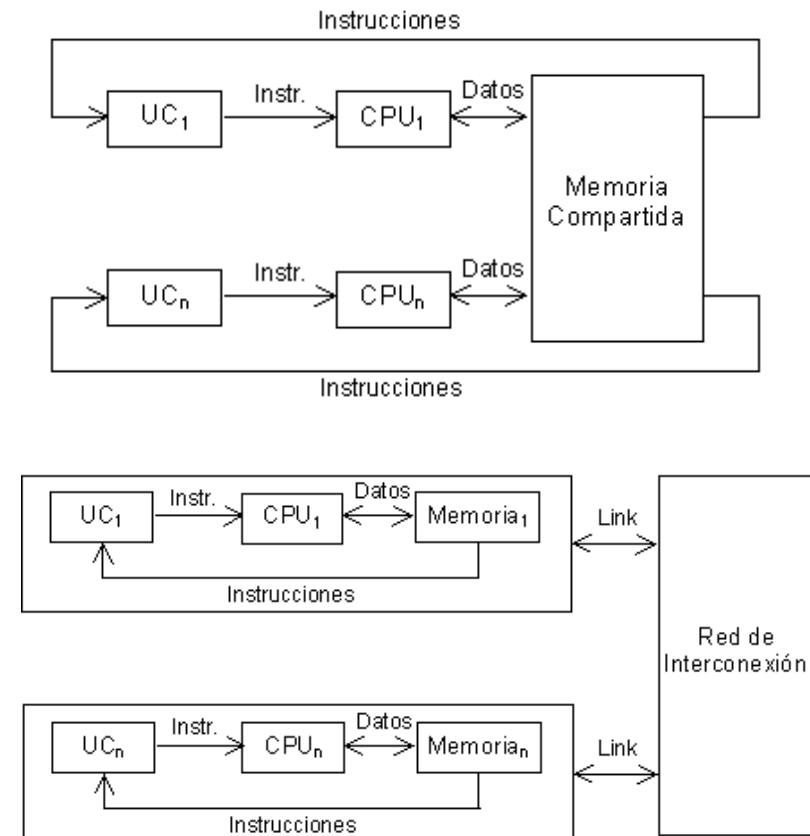 Instrucciones
UC₁
Instr.
CPU₁
Datos
Memoria
Compartida
UCₙ
Instr.
CPUₙ
Datos
Instrucciones
UC₁
Instr.
CPU₁
Datos
Memoria₁
Instrucciones
Link
Red de
Interconexión
UCₙ
Instr.
CPUₙ
Datos
Memoriaₙ
Instrucciones
Link